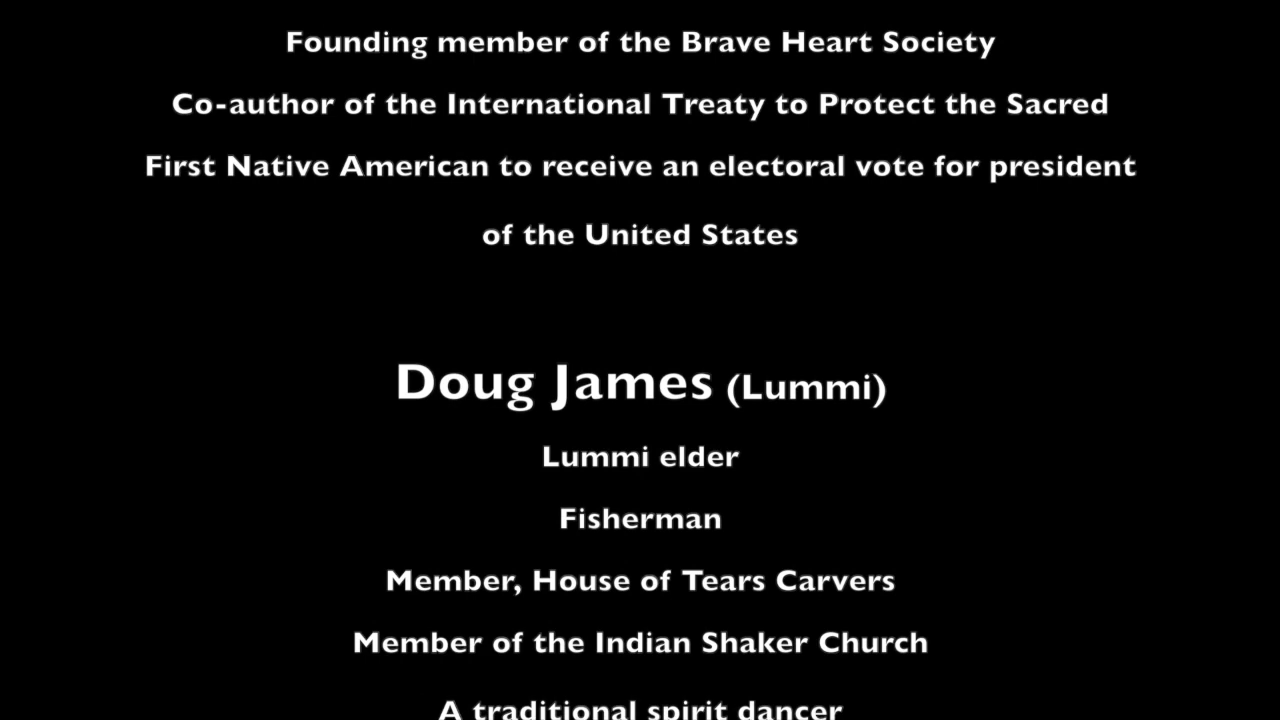 Founding member of the Brave Heart Society
Co-author of the International Treaty to Protect the Sacred
First Native American to receive an electoral vote for president
of the United States
Doug James (Lummi)
Lummi elder
Fisherman
Member, House of Tears Carvers
Member of the Indian Shaker Church
A traditional spirit dancer